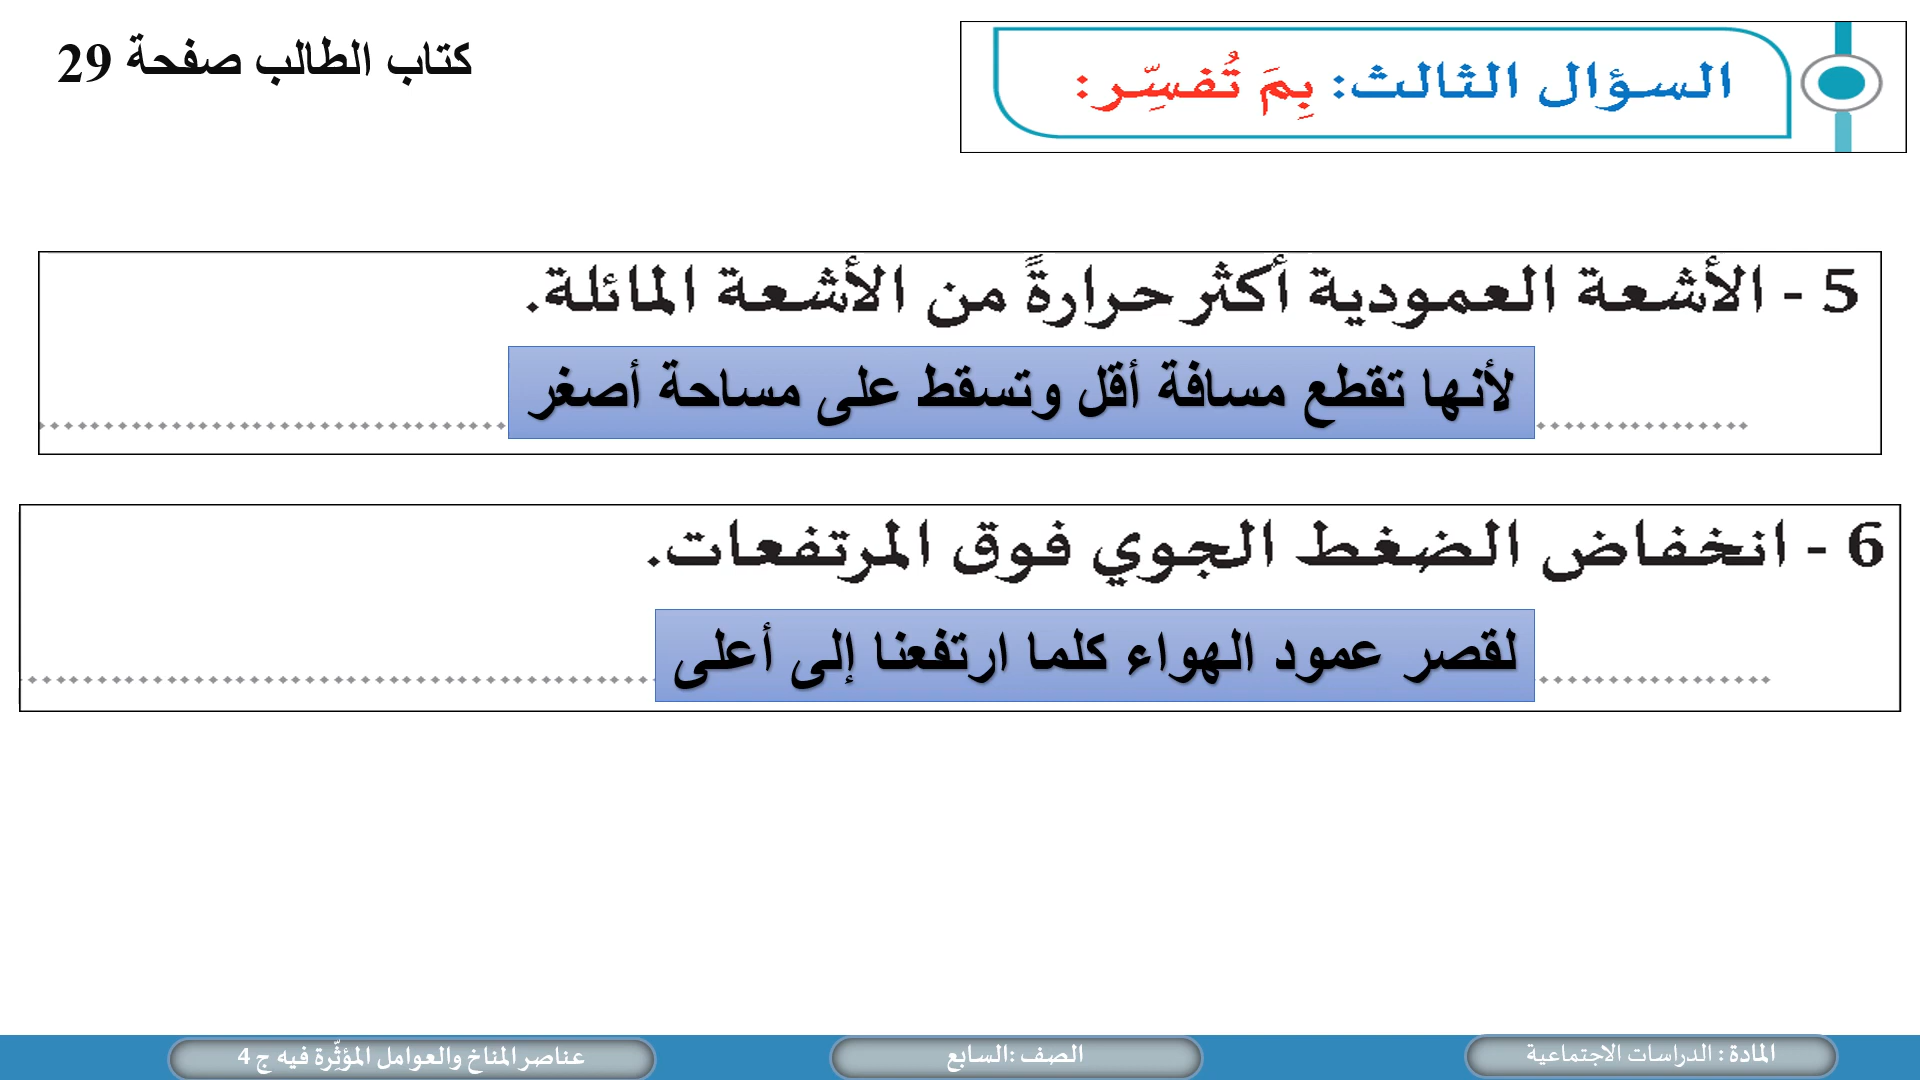 السؤال الثالث: بِمَ تُفسِّر:
كتاب الطالب صفحة 29
5 - الأشعة العمودية أكثر حرارةً من الأشعة المائلة.
لأنها تقطع مسافة أقل وتسقط على مساحة أصغر
6 - انخفاض الضغط الجوي فوق المرتفعات.
لقصر عمود الهواء كلما ارتفعنا إلى أعلى
المادة : الدراسات الاجتماعية
الصف :السابع
عناصر المناخ والعوامل المؤثِّرة فيه ج 4